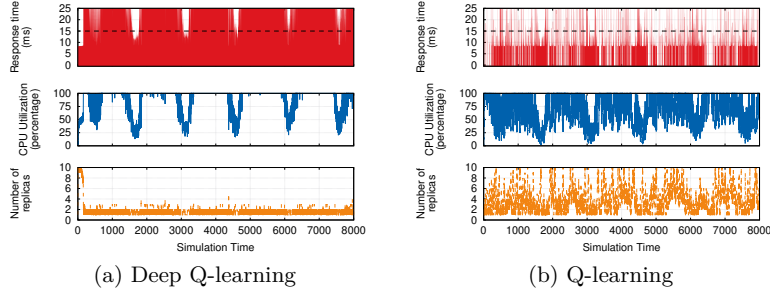 Response time
(ms)
25
20
15
10
5
0
CPU Utilization
(percentage)
100
75
50
25
0
Number of
replicas
10
8
6
4
2
0
0 1000 2000 3000 4000 5000 6000 7000 8000
Simulation Time
(a) Deep Q-learning
Response time
(ms)
25
20
15
10
5
0
CPU Utilization
(percentage)
100
75
50
25
0
Number of
replicas
10
8
6
4
2
0
0 1000 2000 3000 4000 5000 6000 7000 8000
Simulation Time
(b) Q-learning